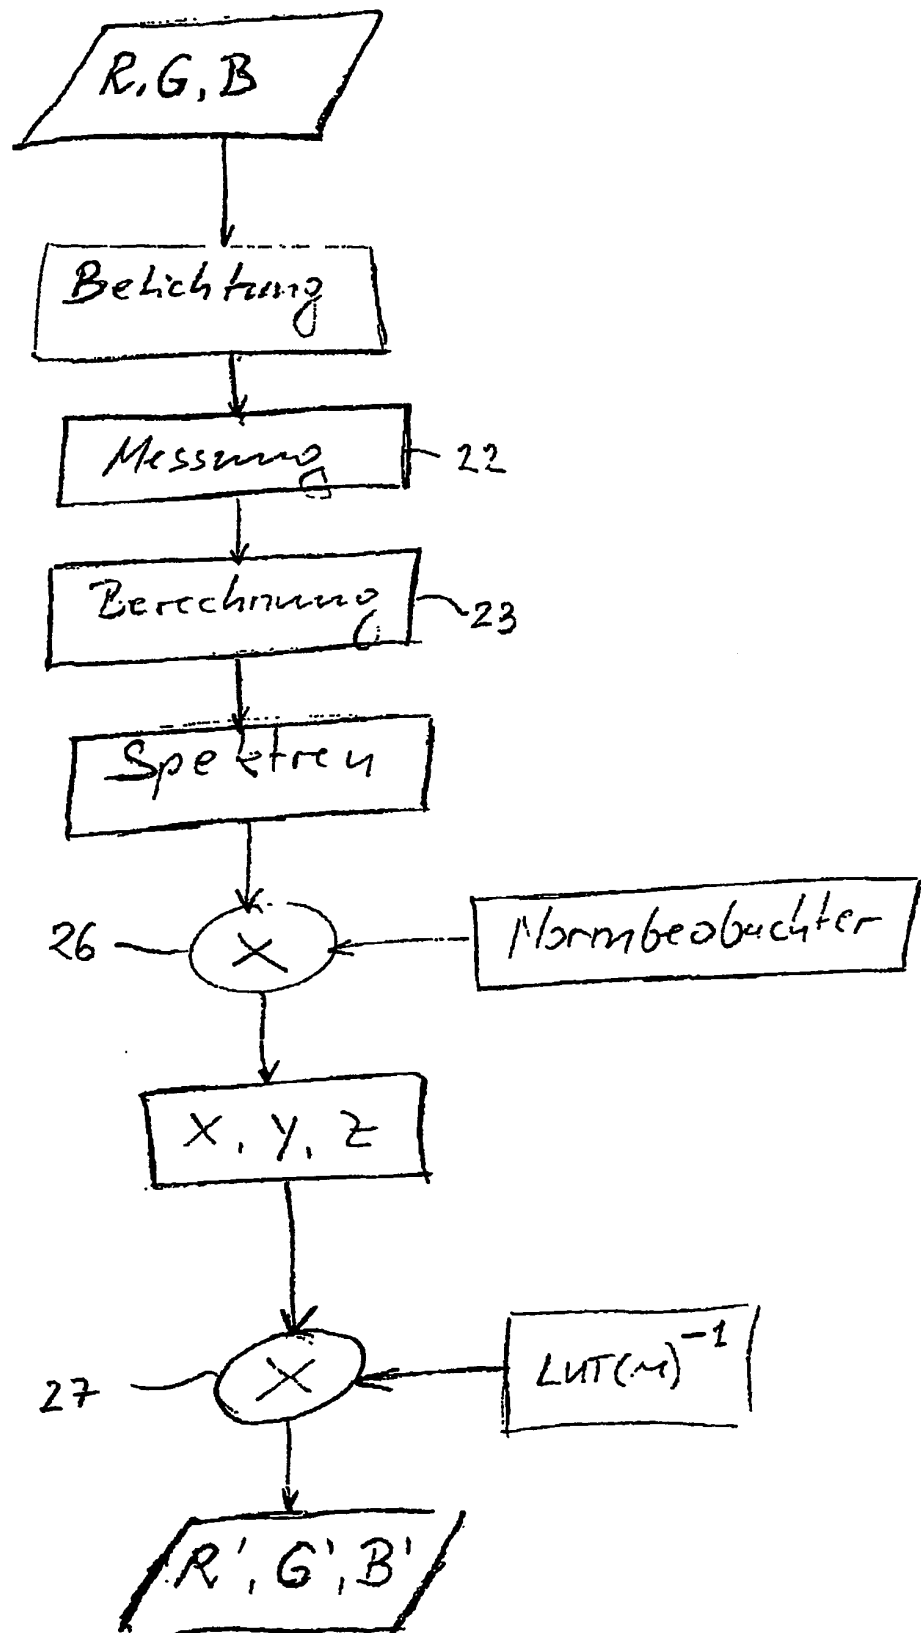 R, G, B
Belichtung
Messung
22
Berechnung
23
Spektren
26
X
Normbeobachter
X, Y, Z
27
X
LUT(M)⁻¹
R', G', B'